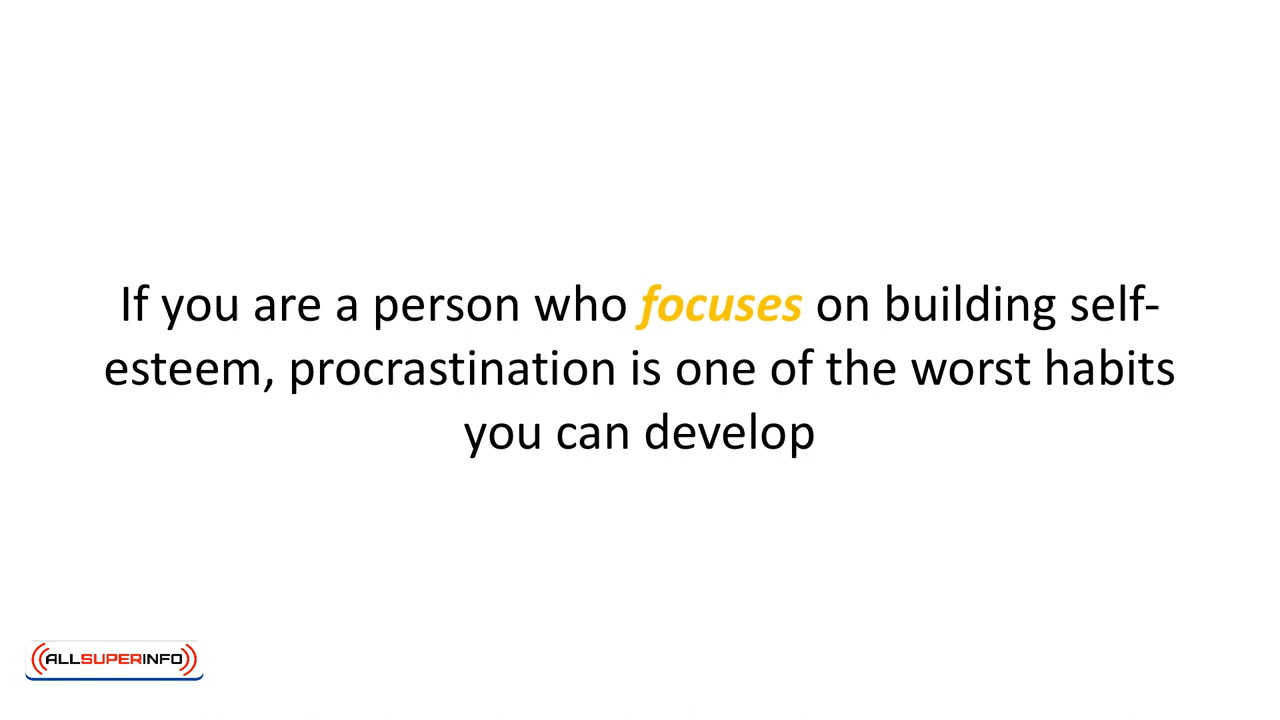 If you are a person who focuses on building self-
esteem, procrastination is one of the worst habits
you can develop
ALLSUPERINFO